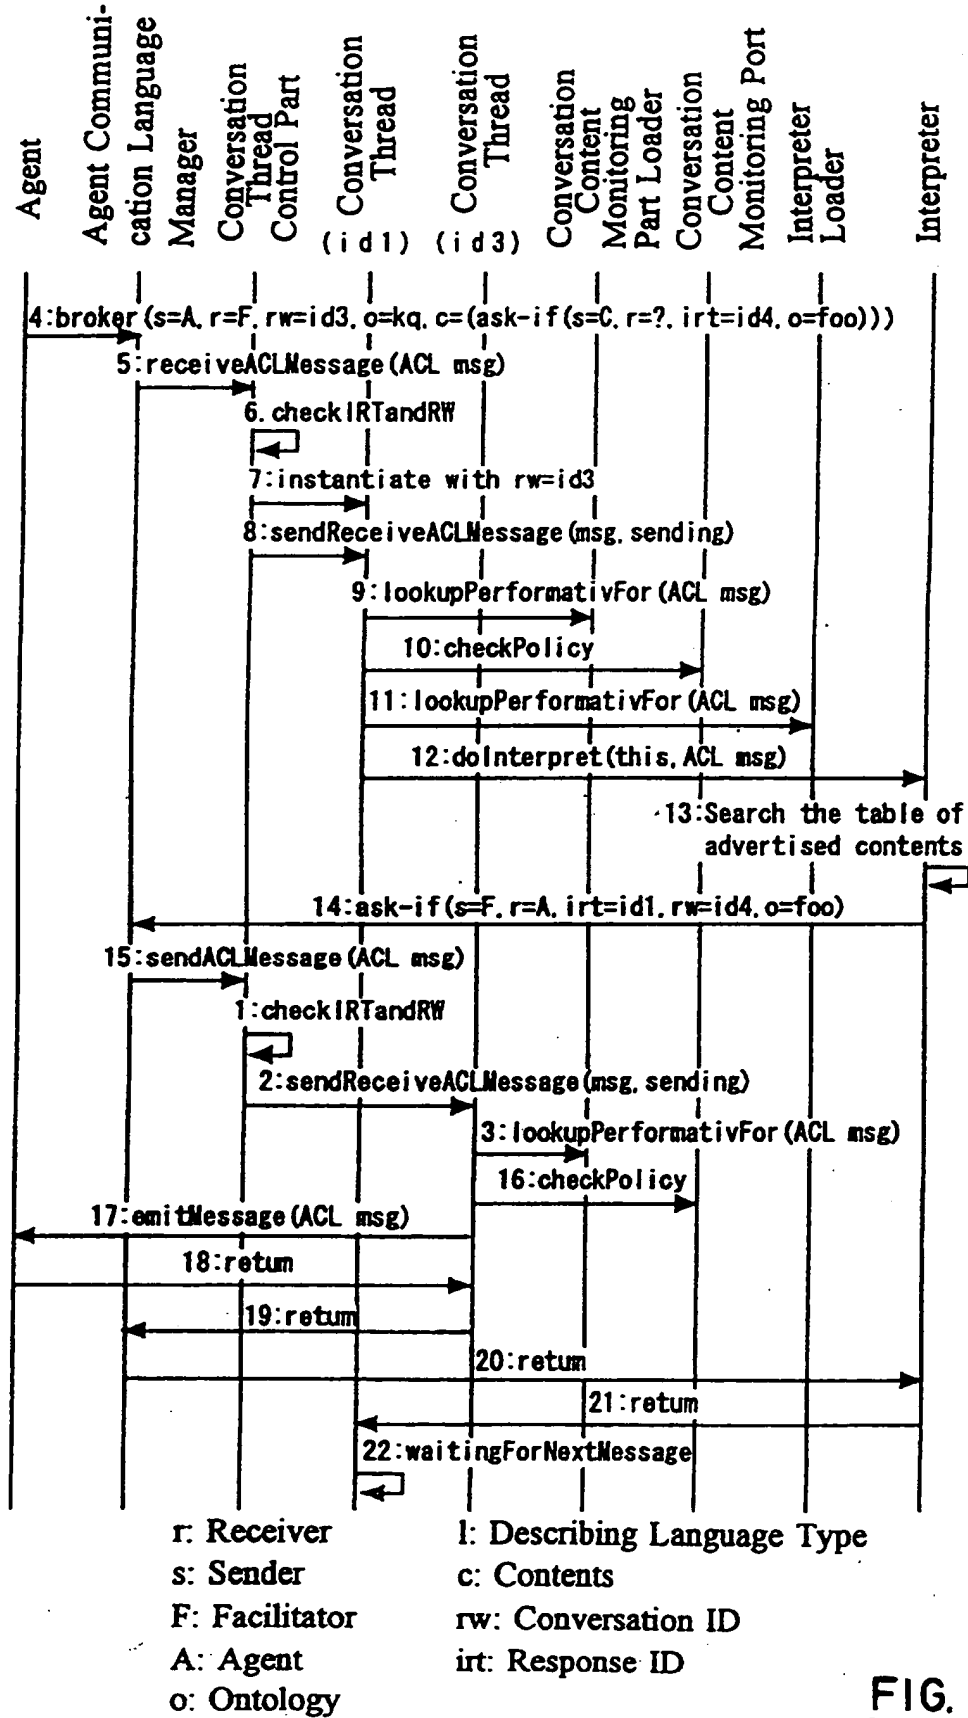 Agent
Agent Communi-
cation Language
Manager
Conversation
Thread
Control Part
Conversation
Thread
(id1)
Conversation
Thread
(id3)
Conversation
Content
Monitoring
Part Loader
Conversation
Content
Monitoring Port
Interpreter
Loader
Interpreter
4:broker(s=A, r=F, rw=id3, o=kq, c=(ask-if(s=C, r=?, irt=id4, o=foo)))
5:receiveACLMessage(ACL msg)
6. checkIRTandRW
7:instantiate with rw=id3
8:sendReceiveACLMessage(msg, sending)
9:lookupPerformativFor(ACL msg)
10:checkPolicy
11:lookupPerformativFor(ACL msg)
12:doInterpret(this, ACL msg)
13:Search the table of
advertised contents
14:ask-if(s=F, r=A, irt=id1, rw=id4, o=foo)
15:sendACLMessage(ACL msg)
1:checkIRTandRW
2:sendReceiveACLMessage(msg, sending)
3:lookupPerformativFor(ACL msg)
16:checkPolicy
17:emitMessage(ACL msg)
18:return
19:return
20:return
21:return
22:waitingForNextMessage
r: Receiver
l: Describing Language Type
s: Sender
c: Contents
F: Facilitator
rw: Conversation ID
A: Agent
irt: Response ID
o: Ontology
FIG.